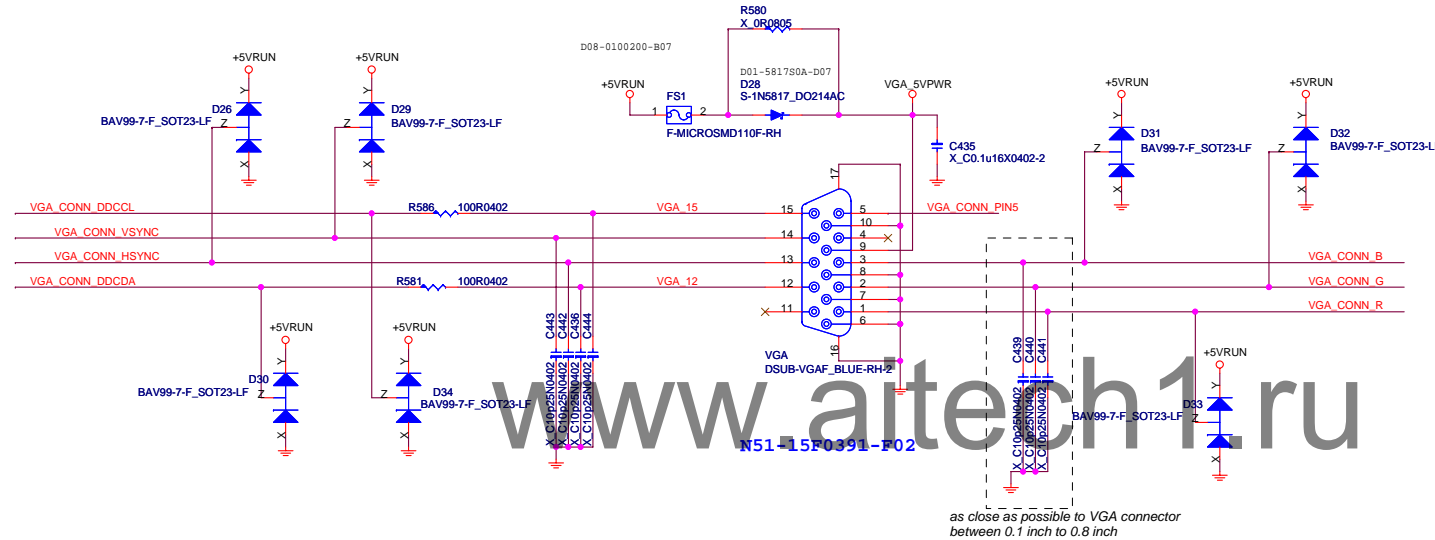 R580
X_0R0805
D08-0100200-B07
D01-5817S0A-D07
+5VRUN
+5VRUN
+5VRUN
FS1
D28
S-1N5817_DO214AC
VGA_5VPWR
+5VRUN
+5VRUN
1
2
F-MICROSMD110F-RH
Y
D26
BAV99-7-F_SOT23-LF
Z
X
Y
D29
BAV99-7-F_SOT23-LF
Z
X
C435
X_C0.1u16X0402-2
Y
D31
BAV99-7-F_SOT23-LF
Z
X
Y
D32
BAV99-7-F_SOT23-L
Z
X
17
VGA_CONN_DDCCL
R586
100R0402
VGA_15
15
5
VGA_CONN_PIN5
10
VGA_CONN_VSYNC
14
4
9
VGA_CONN_HSYNC
13
3
VGA_CONN_B
8
VGA_CONN_DDCDA
R581
100R0402
VGA_12
12
2
VGA_CONN_G
7
11
1
VGA_CONN_R
6
16
VGA
DSUB-VGAF_BLUE-RH-2
+5VRUN
Y
D30
BAV99-7-F_SOT23-LF
Z
X
+5VRUN
Y
D34
BAV99-7-F_SOT23-LF
Z
X
C443
C442
C436
C444
X_C10p25N0402
X_C10p25N0402
X_C10p25N0402
X_C10p25N0402
C439
C440
C441
X_C10p25N0402
X_C10p25N0402
X_C10p25N0402
+5VRUN
Y
D33
BAV99-7-F_SOT23-LF
Z
X
www.aitech1.ru
N51-15F0391-F02
as close as possible to VGA connector
between 0.1 inch to 0.8 inch